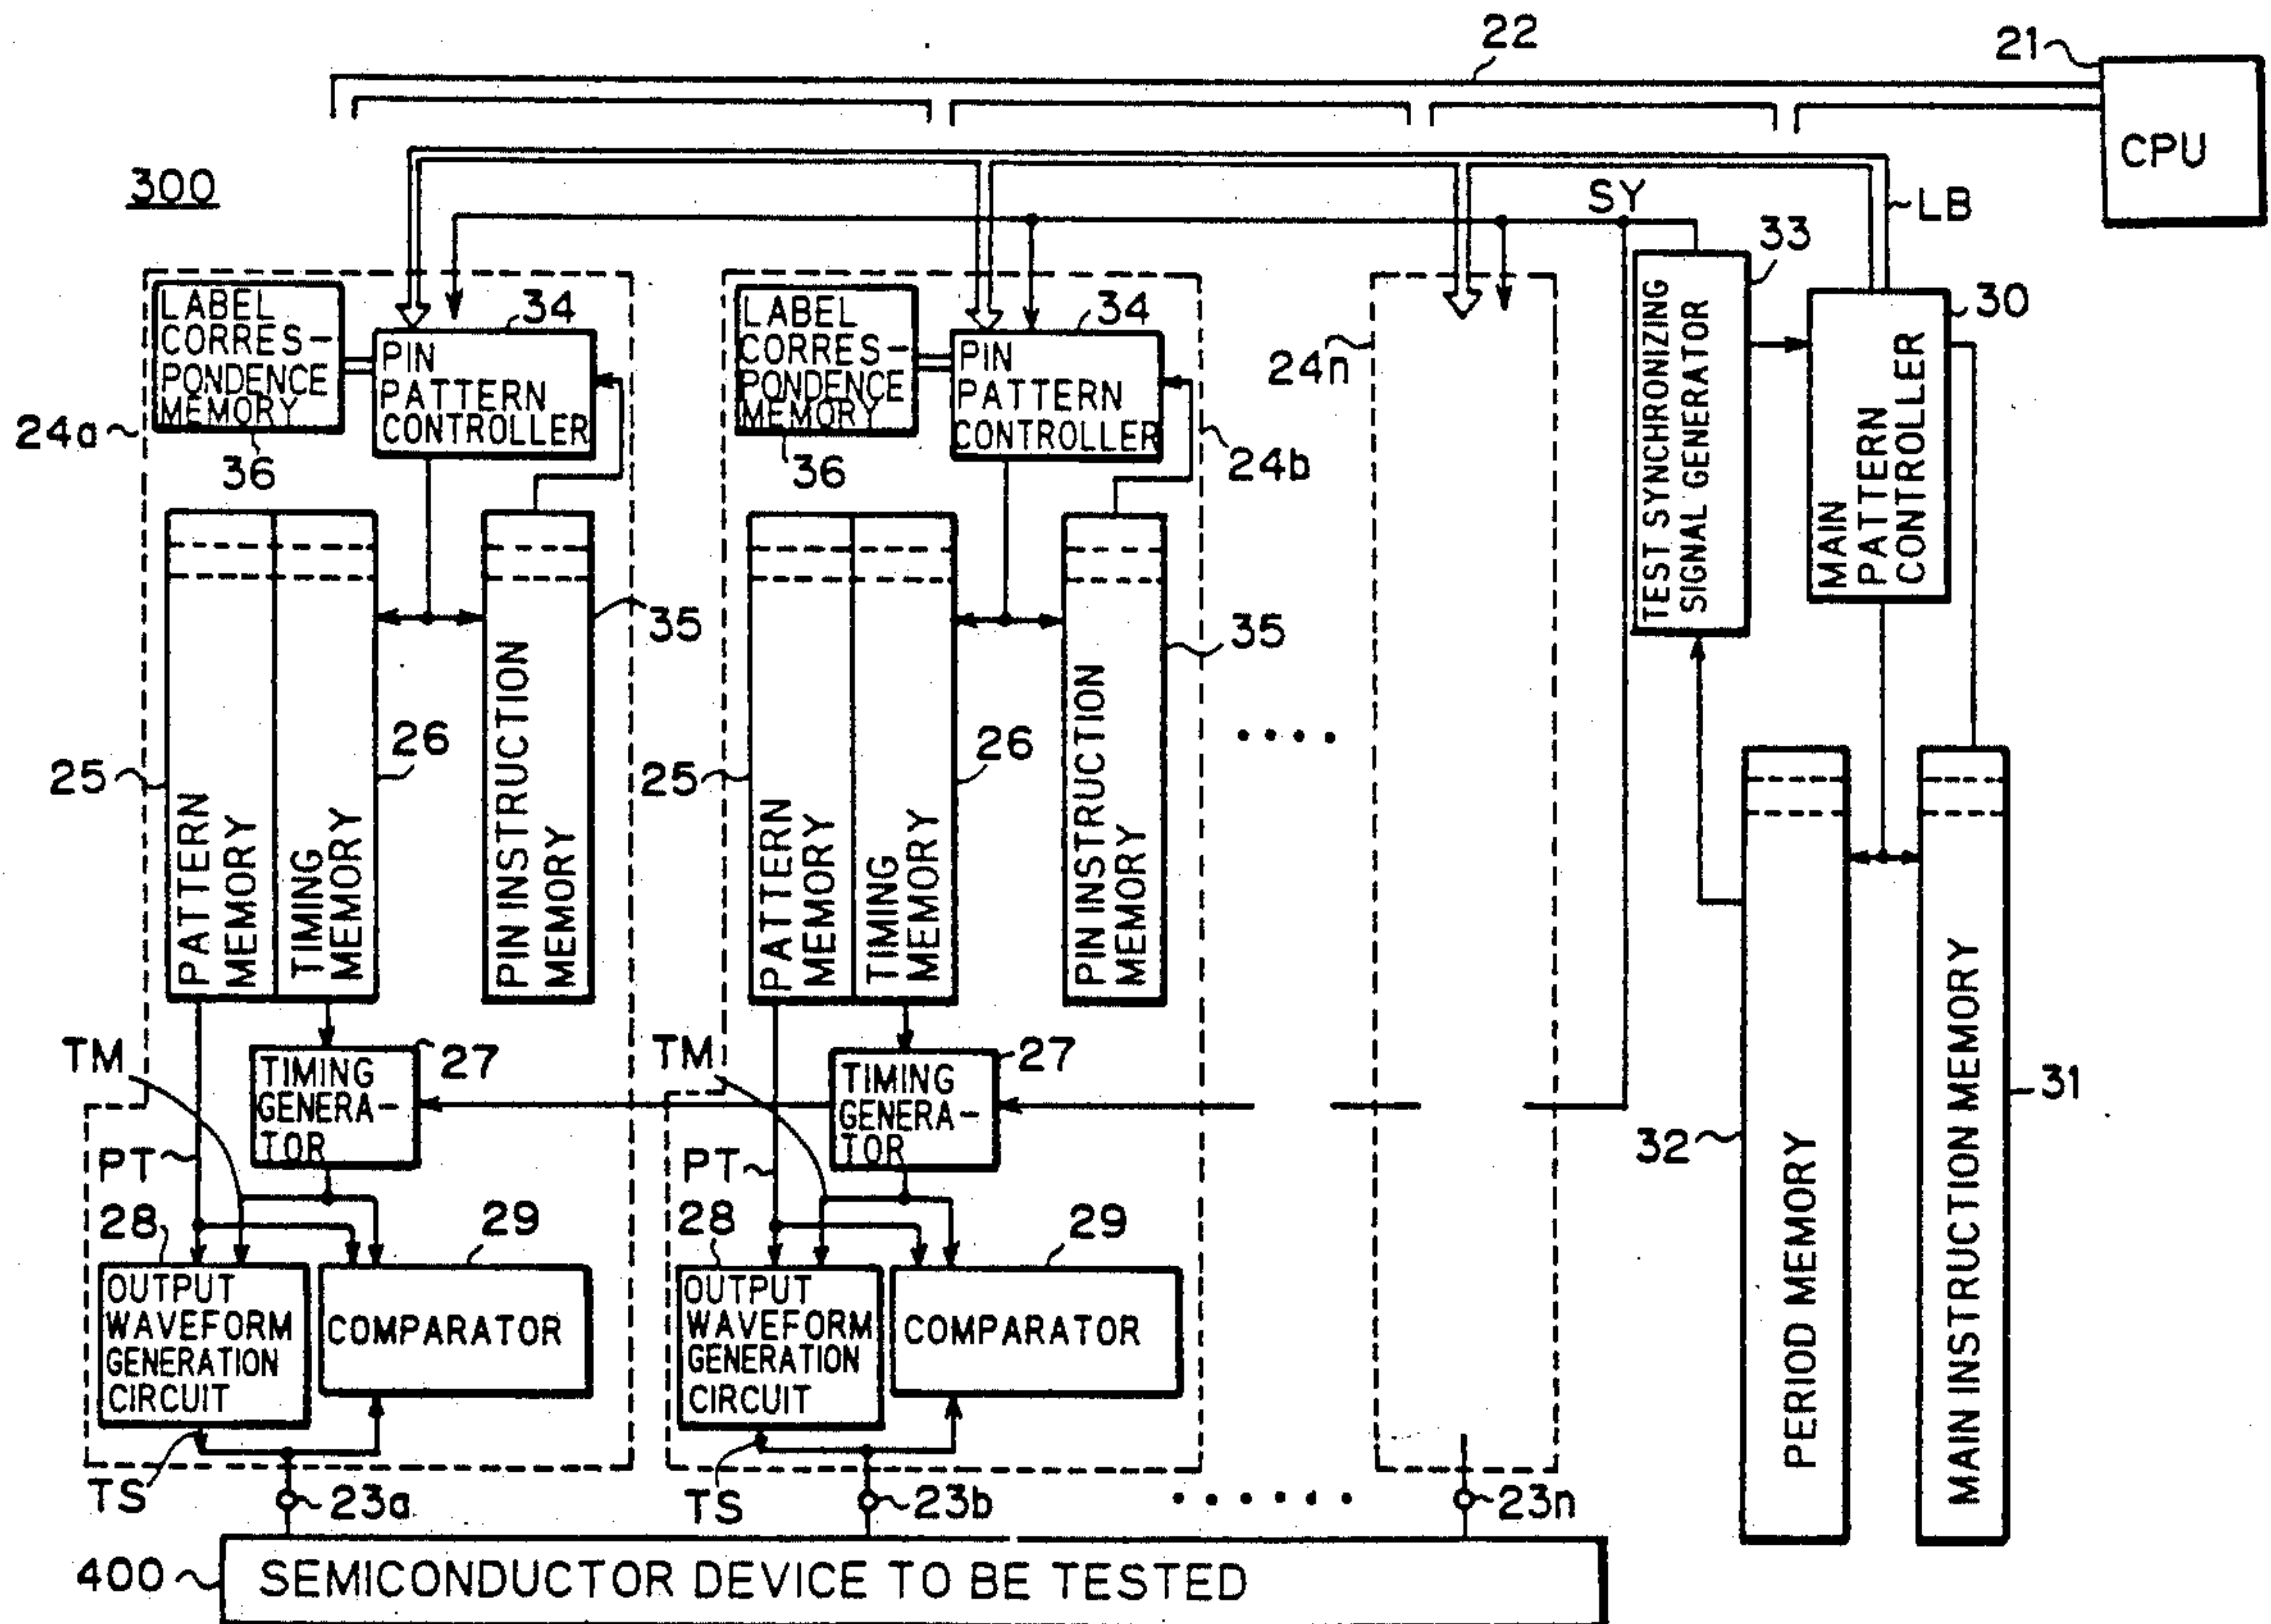 22
21
CPU
300
SY
LB
33
30
LABEL
CORRES-
PONDENCE
MEMORY
34
PIN
PATTERN
CONTROLLER
24a
36
LABEL
CORRES-
PONDENCE
MEMORY
34
PIN
PATTERN
CONTROLLER
36
24b
24n
TEST SYNCHRONIZING
SIGNAL GENERATOR
MAIN
PATTERN
CONTROLLER
25
PATTERN
MEMORY
TIMING
MEMORY
26
PIN INSTRUCTION
MEMORY
35
25
PATTERN
MEMORY
TIMING
MEMORY
26
PIN INSTRUCTION
MEMORY
35
32
PERIOD MEMORY
MAIN INSTRUCTION MEMORY
31
TM
TIMING
GENERA-
TOR
27
PT
TM
TIMING
GENERA-
TOR
27
PT
28
OUTPUT
WAVEFORM
GENERATION
CIRCUIT
29
COMPARATOR
28
OUTPUT
WAVEFORM
GENERATION
CIRCUIT
29
COMPARATOR
TS
23a
TS
23b
23n
400
SEMICONDUCTOR DEVICE TO BE TESTED